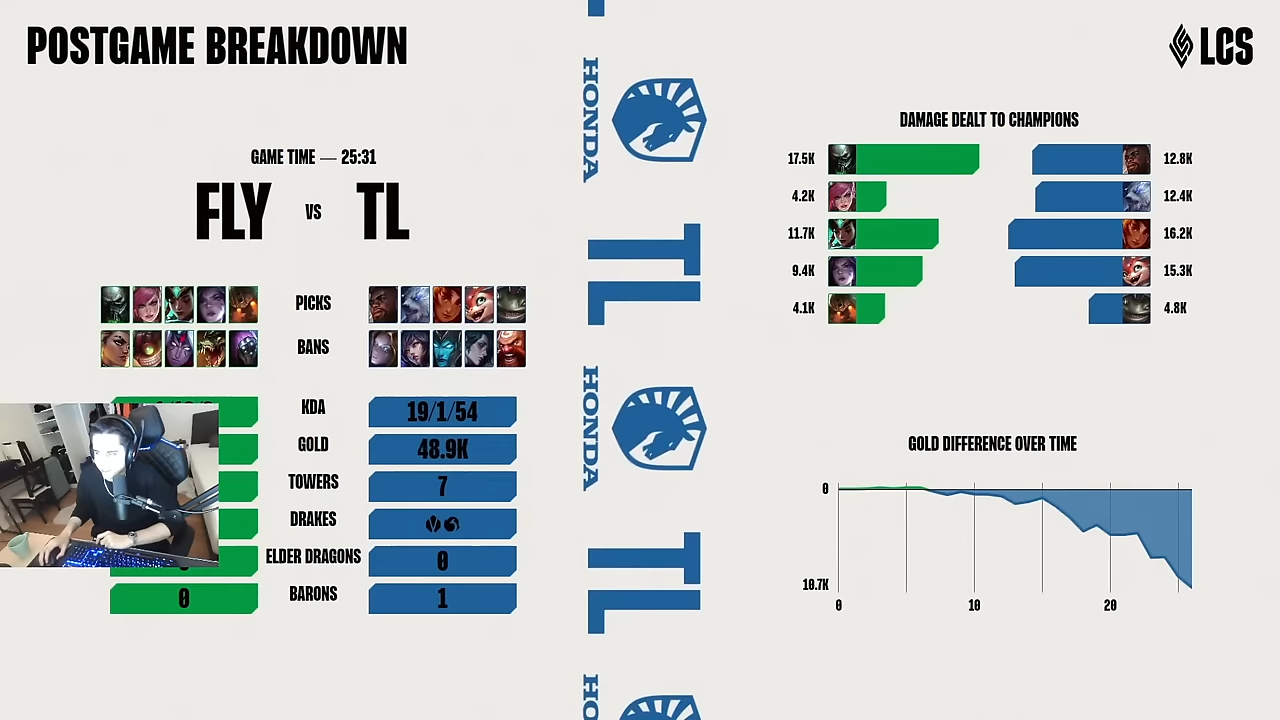 POSTGAME BREAKDOWN
LCS
GAME TIME — 25:31
FLY VS TL
PICKS
BANS
KDA 19/1/54
GOLD 48.9K
TOWERS 7
DRAKES
ELDER DRAGONS 0
0 BARONS 1
HONDA
TL
HONDA
TL
HO
DAMAGE DEALT TO CHAMPIONS
17.5K 12.8K
4.2K 12.4K
11.7K 16.2K
9.4K 15.3K
4.1K 4.8K
GOLD DIFFERENCE OVER TIME
0
10.7K
0 10 20